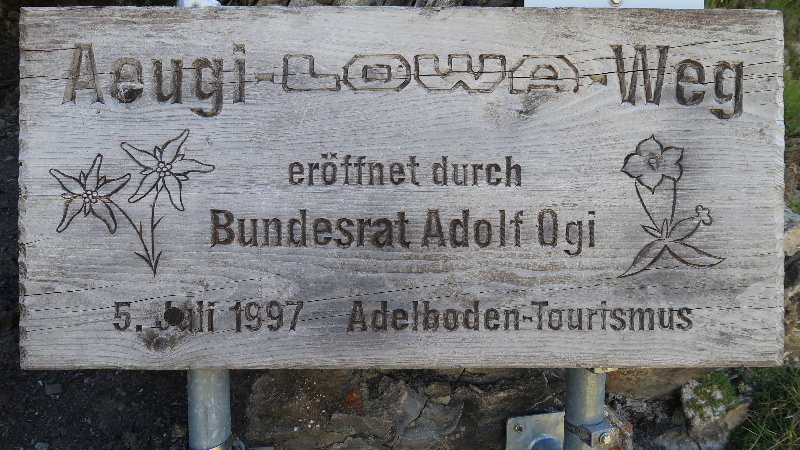 Aeugi-LOWA-Weg
eröffnet durch
Bundesrat Adolf Ogi
5. Juli 1997 Adelboden-Tourismus